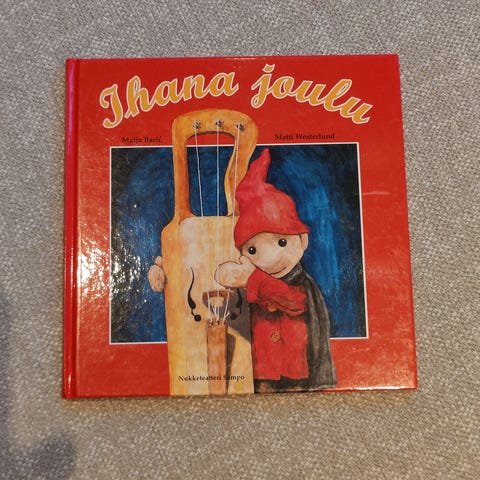 Ihana joulu
Maija Barić
Matti Westerlund
Nukketeatteri Sampo